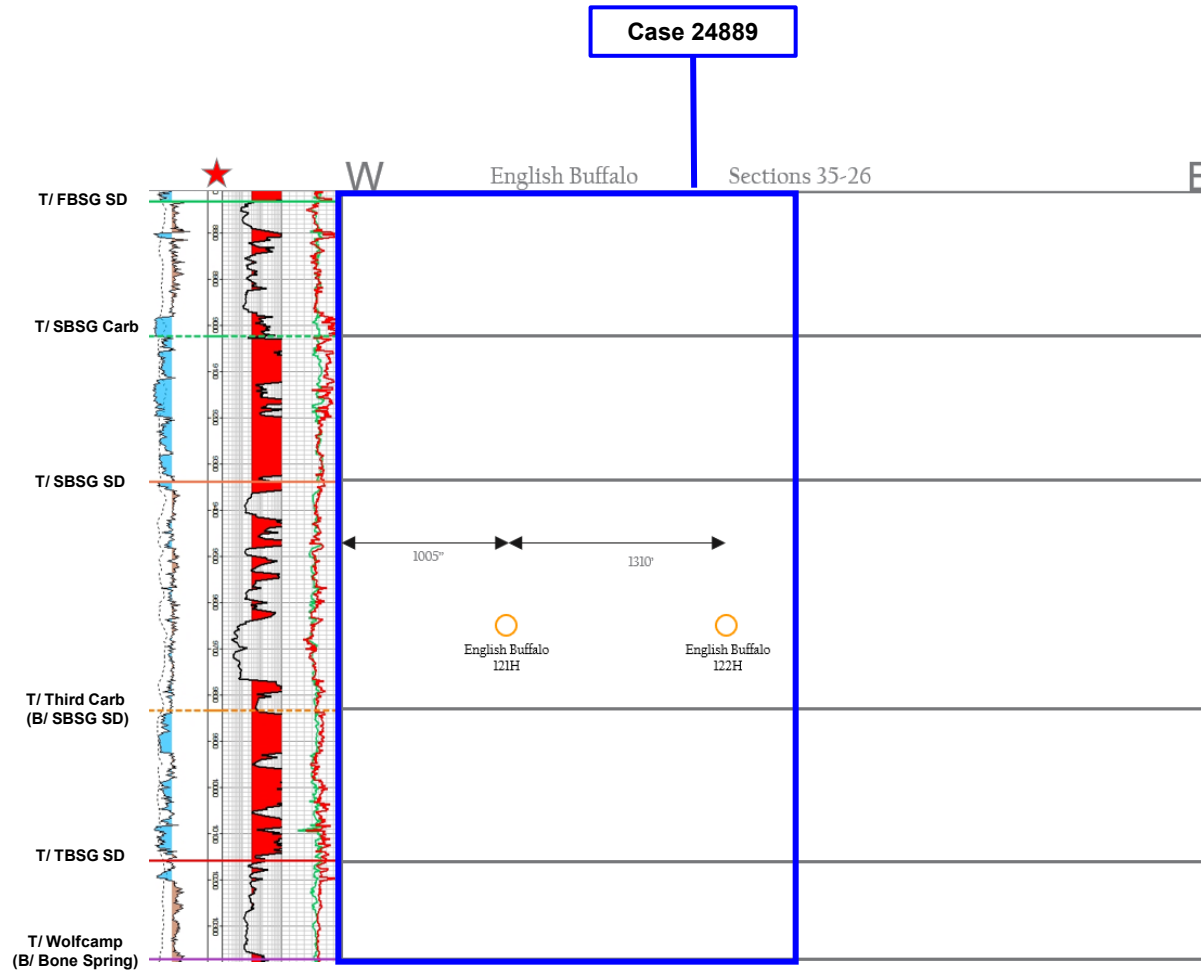 Case 24889
W English Buffalo Sections 35-26 E
T/ FBSG SD
T/ SBSG Carb
T/ SBSG SD
1005"
1310'
English Buffalo
121H
English Buffalo
122H
T/ Third Carb
(B/ SBSG SD)
T/ TBSG SD
T/ Wolfcamp
(B/ Bone Spring)